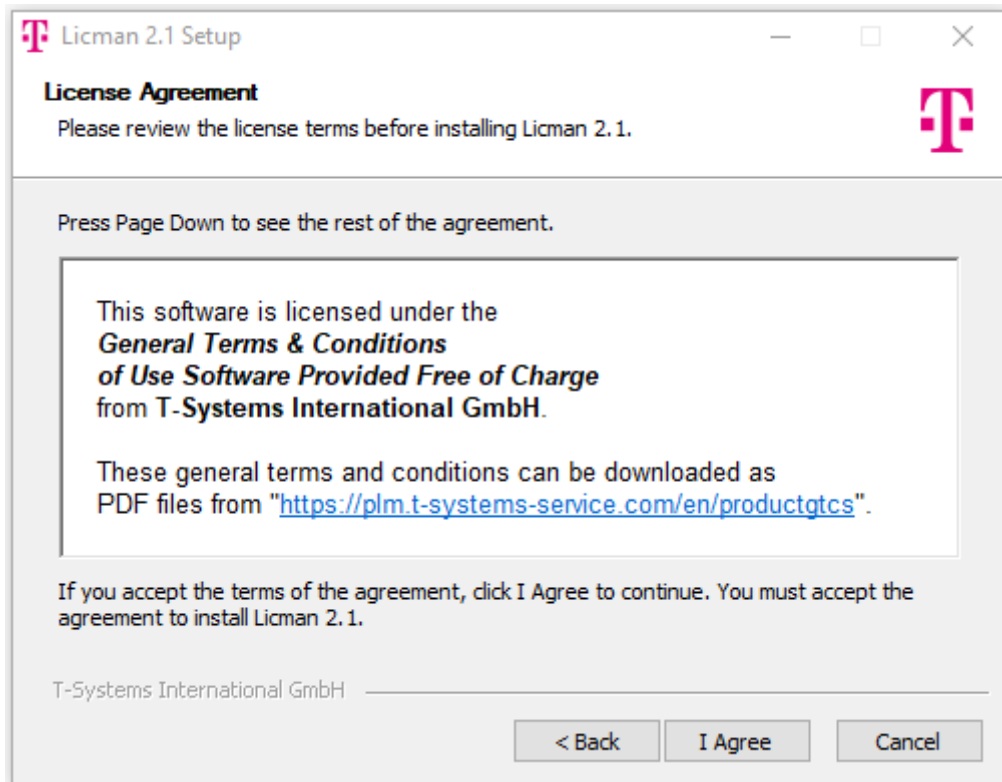 Licman 2.1 Setup
License Agreement
Please review the license terms before installing Licman 2.1.
Press Page Down to see the rest of the agreement.
This software is licensed under the
General Terms & Conditions
of Use Software Provided Free of Charge
from T-Systems International GmbH.
These general terms and conditions can be downloaded as
PDF files from "https://plm.t-systems-service.com/en/productgtcs".
If you accept the terms of the agreement, click I Agree to continue. You must accept the
agreement to install Licman 2.1.
T-Systems International GmbH
< Back I Agree Cancel